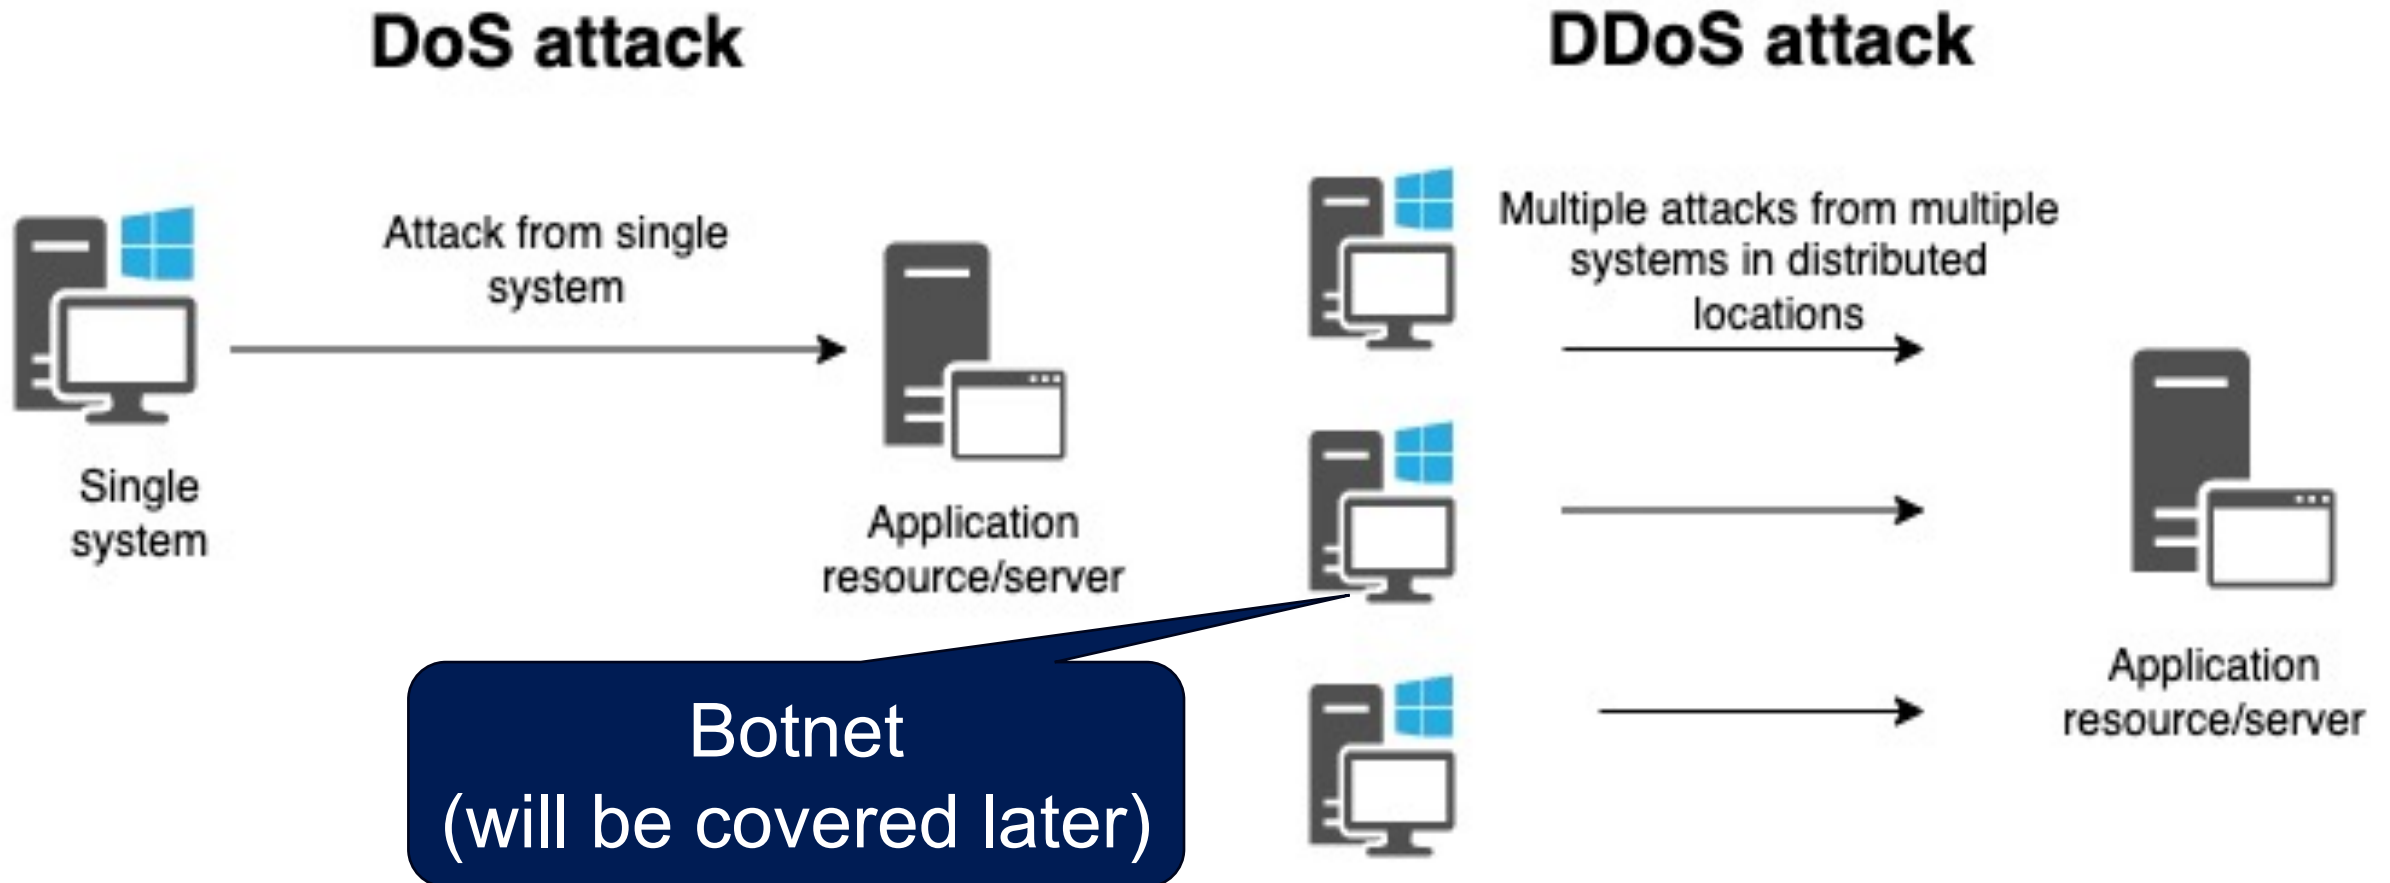 DoS attack
Attack from single
system
Single
system
Application
resource/server
DDoS attack
Multiple attacks from multiple
systems in distributed
locations
Application
resource/server
Botnet
(will be covered later)